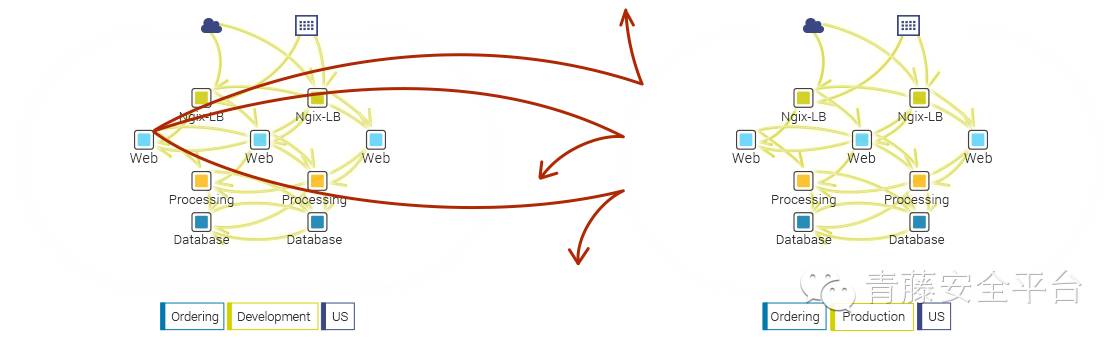 Ngix-LB Ngix-LB
Web Web Web
Processing Processing
Database Database
Ordering Development US
Ngix-LB Ngix-LB
Web Web Web
Processing Processing
Database Database
青藤安全平台
Ordering Production US